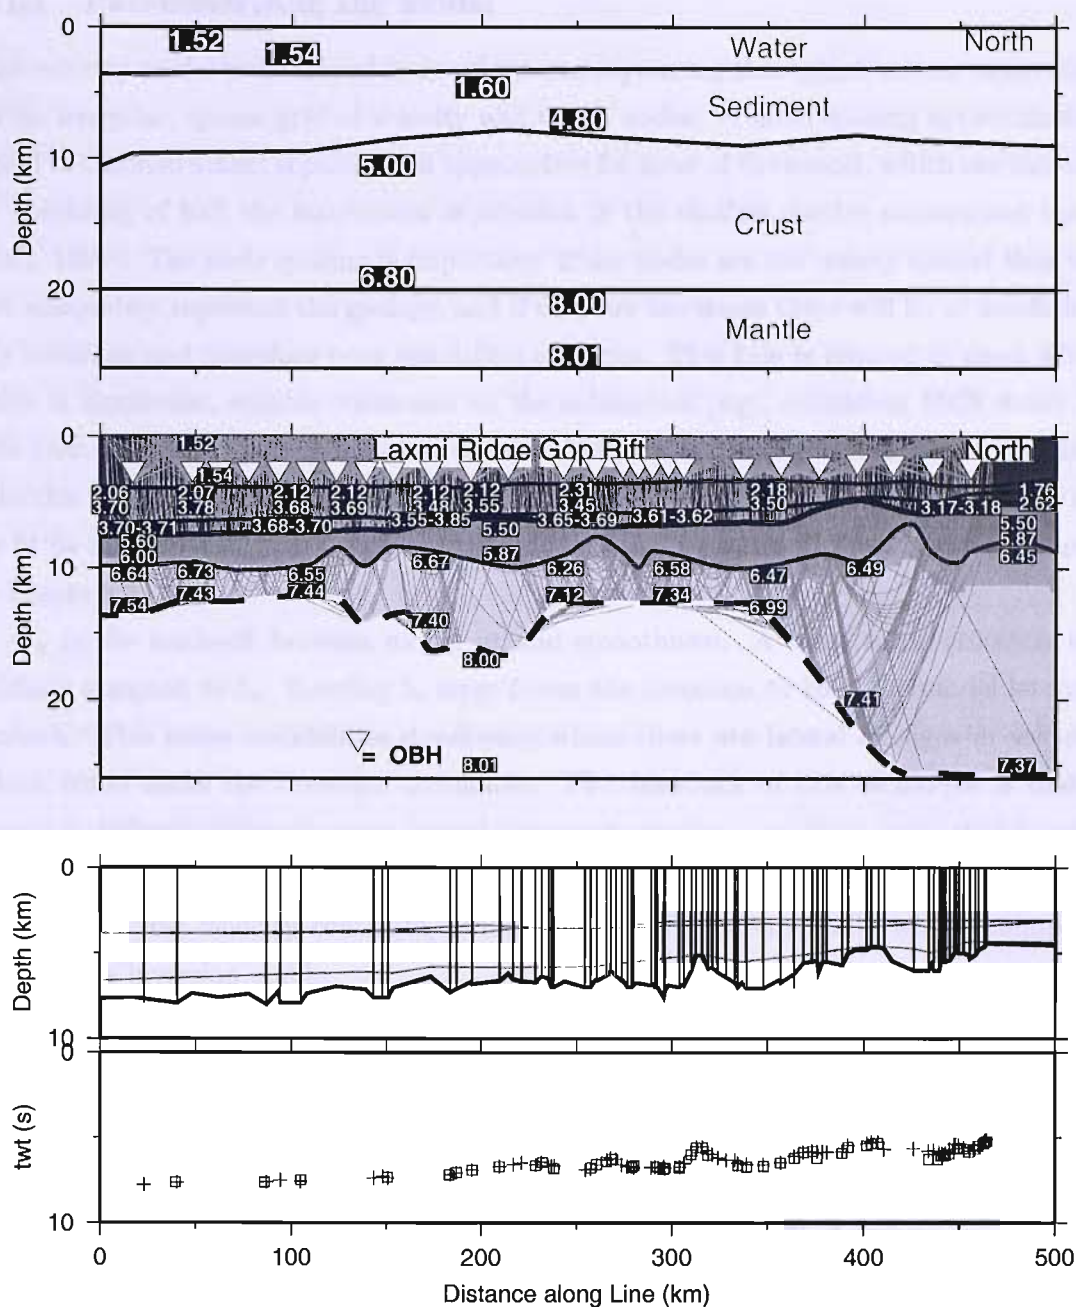 0
1.52
1.54
Water
North
1.60
Sediment
4.80
10
5.00
Depth (km)
Crust
6.80
20
8.00
Mantle
8.01
0
1.52
Laxmi Ridge Gop Rift
North
1.54
2.06 2.07 2.12 2.12 2.12 2.12 2.31 2.18 1.76
3.70 3.78 3.68 3.69 3.48 3.55 3.45 3.50 3.17-3.18 2.62
3.70-3.71 3.68-3.70 3.55-3.85 5.50 3.65-3.69 3.61-3.62 5.50
5.60 5.87
6.00 6.67 5.87 6.45
10
6.64 6.73 6.55 6.26 6.58 6.47 6.49
7.54 7.43 7.44 7.12 7.34 6.99
7.40
Depth (km)
8.00
20
7.41
= OBH
8.01
7.37
0
Depth (km)
10
0
twt (s)
10
0 100 200 300 400 500
Distance along Line (km)